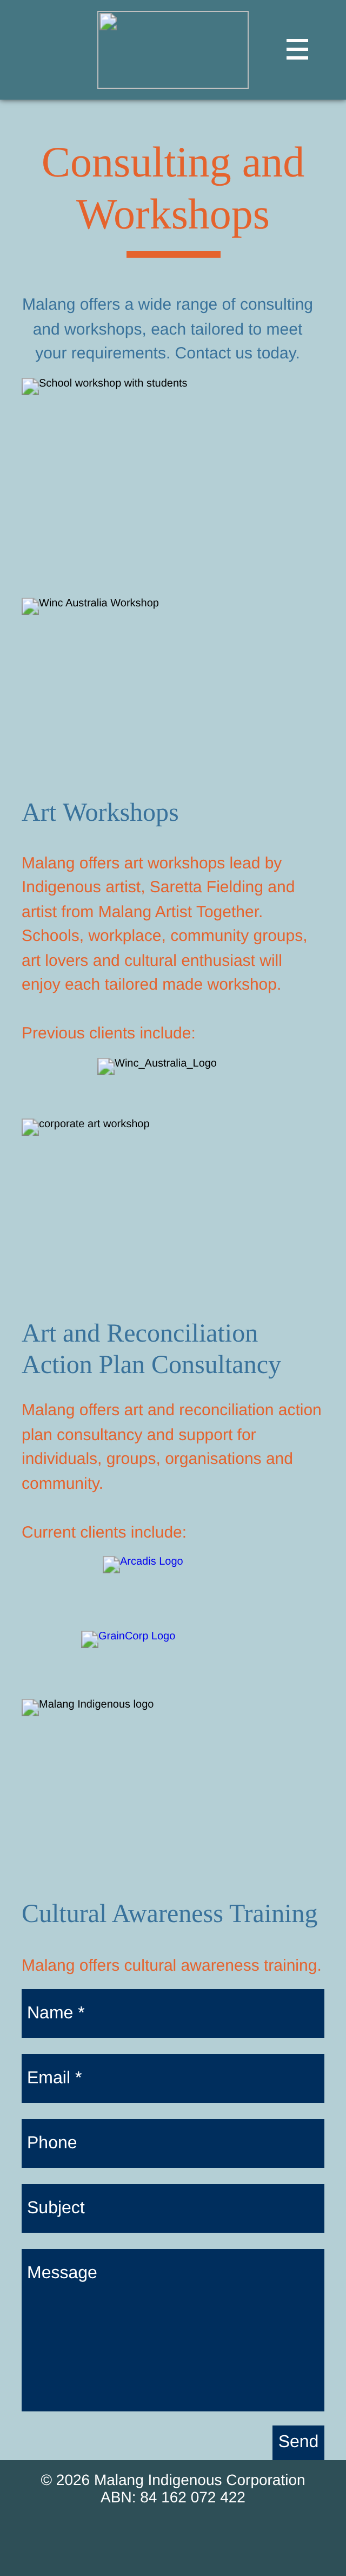 Consulting and
Workshops
Malang offers a wide range of consulting
and workshops, each tailored to meet
your requirements. Contact us today.
School workshop with students
Winc Australia Workshop
Art Workshops
Malang offers art workshops lead by
Indigenous artist, Saretta Fielding and
artist from Malang Artist Together.
Schools, workplace, community groups,
art lovers and cultural enthusiast will
enjoy each tailored made workshop.
Previous clients include:
Winc_Australia_Logo
corporate art workshop
Art and Reconciliation
Action Plan Consultancy
Malang offers art and reconciliation action
plan consultancy and support for
individuals, groups, organisations and
community.
Current clients include:
Arcadis Logo
GrainCorp Logo
Malang Indigenous logo
Cultural Awareness Training
Malang offers cultural awareness training.
Name *
Email *
Phone
Subject
Message
Send
© 2026 Malang Indigenous Corporation
ABN: 84 162 072 422